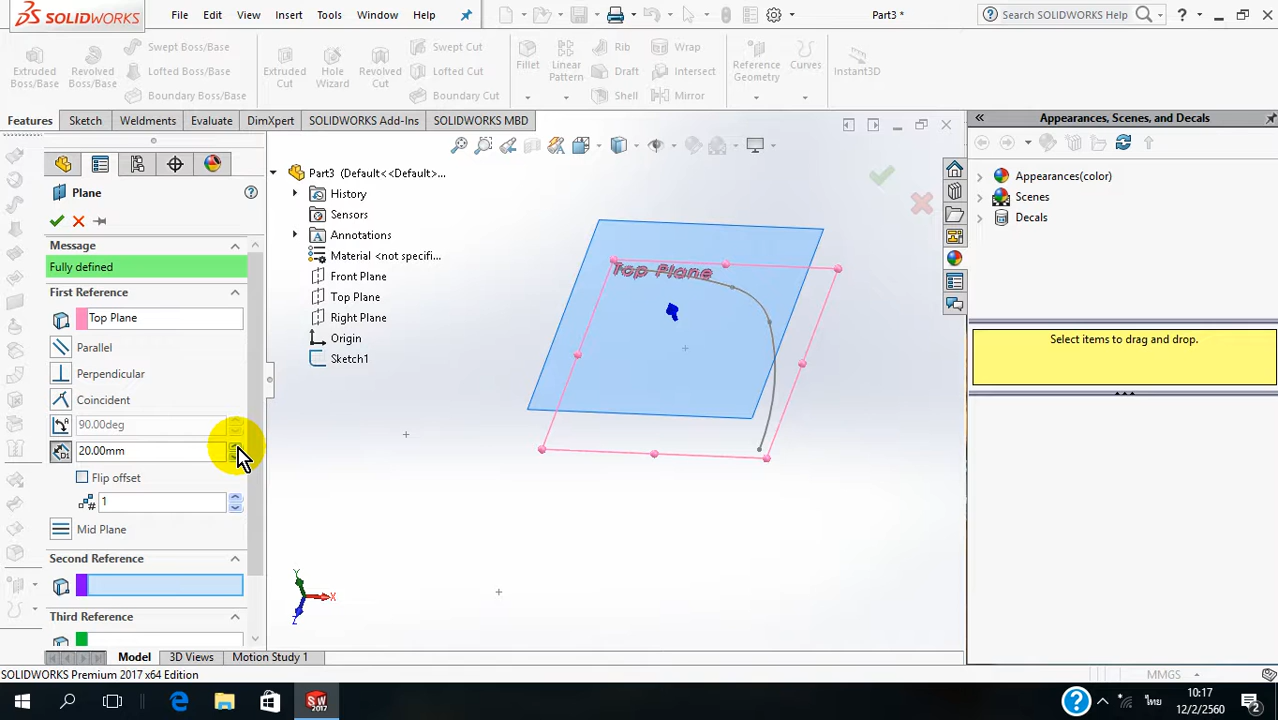 SOLIDWORKS File Edit View Insert Tools Window Help Part3 * Search SOLIDWORKS Help ?
Extruded Boss/Base
Revolved Boss/Base
Swept Boss/Base
Lofted Boss/Base
Boundary Boss/Base
Extruded Cut
Hole Wizard
Revolved Cut
Swept Cut
Lofted Cut
Boundary Cut
Fillet
Linear Pattern
Rib
Draft
Shell
Wrap
Intersect
Mirror
Reference Geometry
Curves
Instant3D
Features Sketch Weldments Evaluate DimXpert SOLIDWORKS Add-Ins SOLIDWORKS MBD
Plane
Message
Fully defined
First Reference
Top Plane
Parallel
Perpendicular
Coincident
90.00deg
20.00mm
Flip offset
1
Mid Plane
Second Reference
Third Reference
Part3 (Default<<Default>...
History
Sensors
Annotations
Material <not specifi...
Front Plane
Top Plane
Right Plane
Origin
Sketch1
Top Plane
Y
X
Z
Appearances, Scenes, and Decals
Appearances(color)
Scenes
Decals
Select items to drag and drop.
Model 3D Views Motion Study 1
SOLIDWORKS Premium 2017 x64 Edition
MMGS
SW
2017
ไทย
10:17
12/2/2560
2